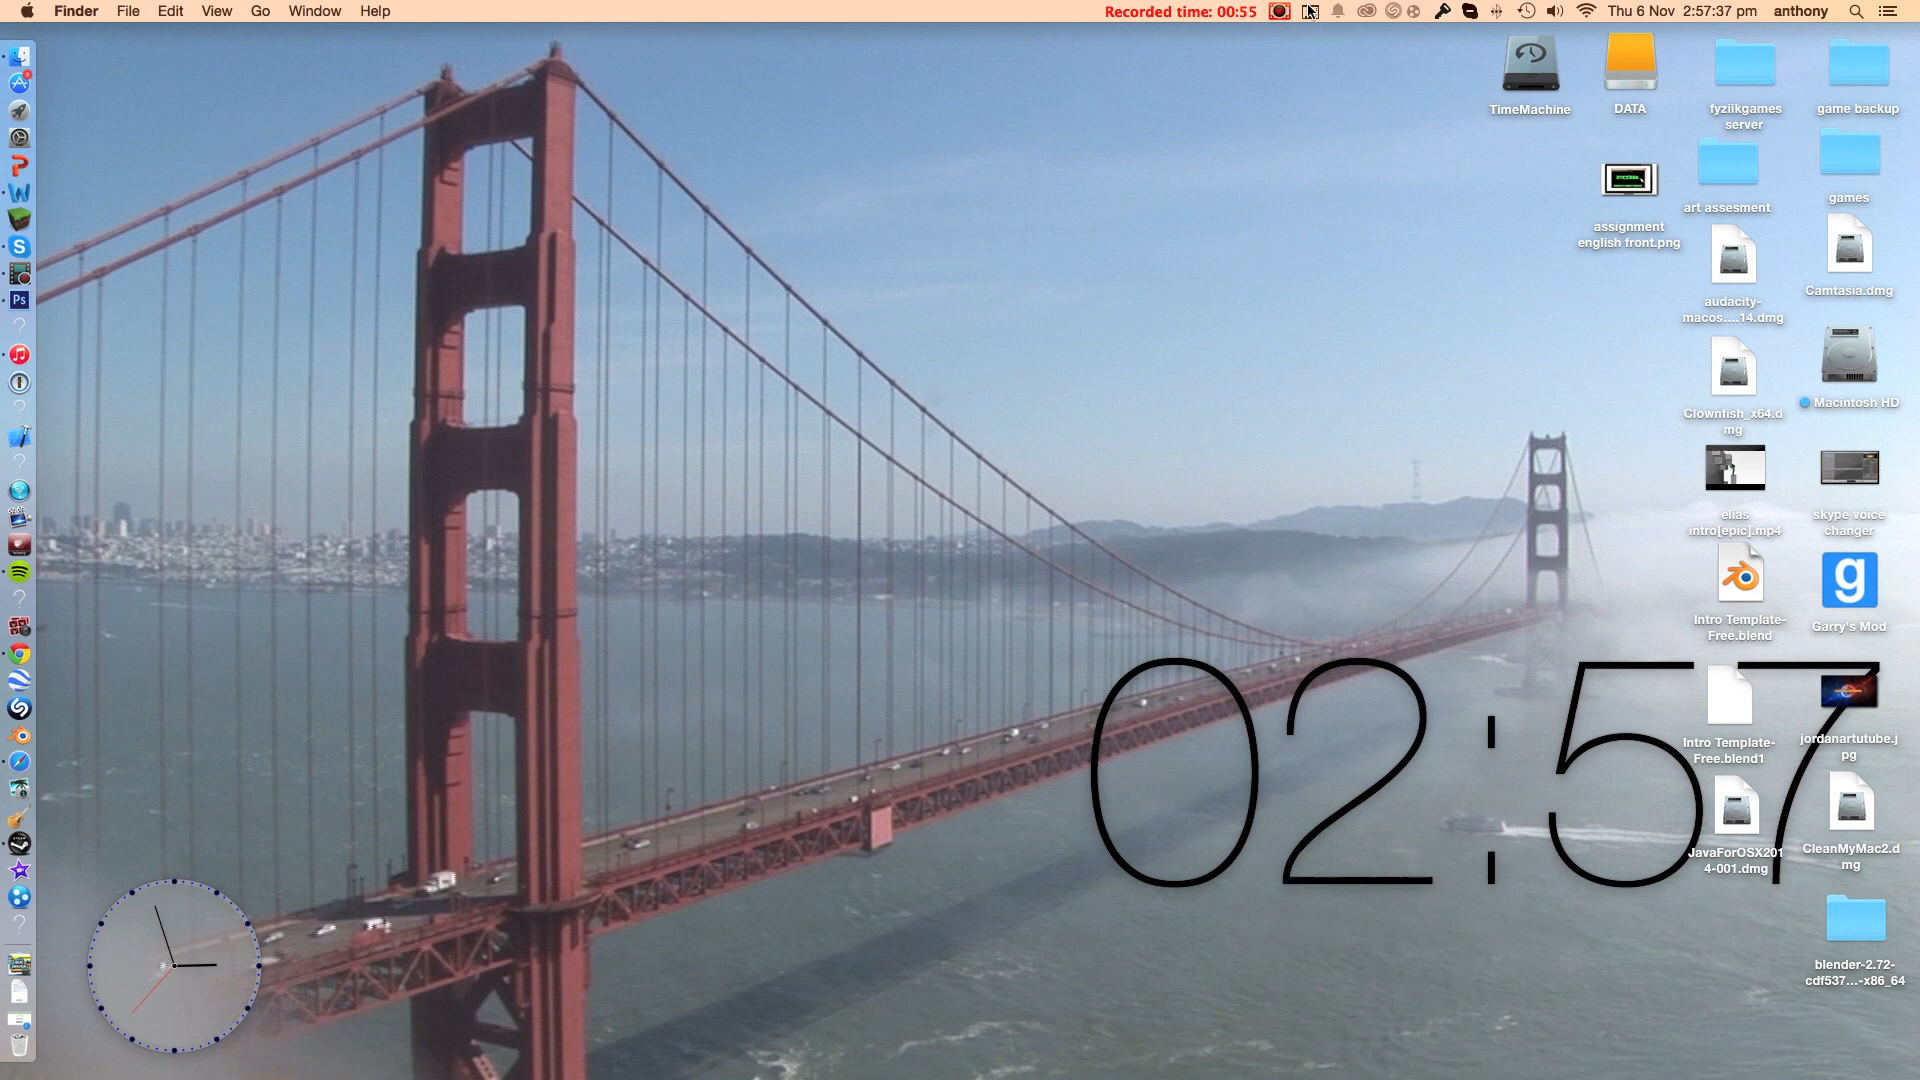 Finder File Edit View Go Window Help
Recorded time: 00:55
Thu 6 Nov 2:57:37 pm anthony
TimeMachine
DATA
fyziikgames
server
game backup
art assesment
games
assignment
english front.png
audacity-
macos....14.dmg
Camtasia.dmg
Clownfish_x64.d
mg
Macintosh HD
elias
intro[epic].mp4
skype voice
changer
Intro Template-
Free.blend
g
Garry's Mod
Intro Template-
Free.blend1
jordanartutube.j
pg
JavaForOSX201
4-001.dmg
CleanMyMac2.d
mg
blender-2.72-
cdf537...-x86_64
02:57
P
W
S
Ps